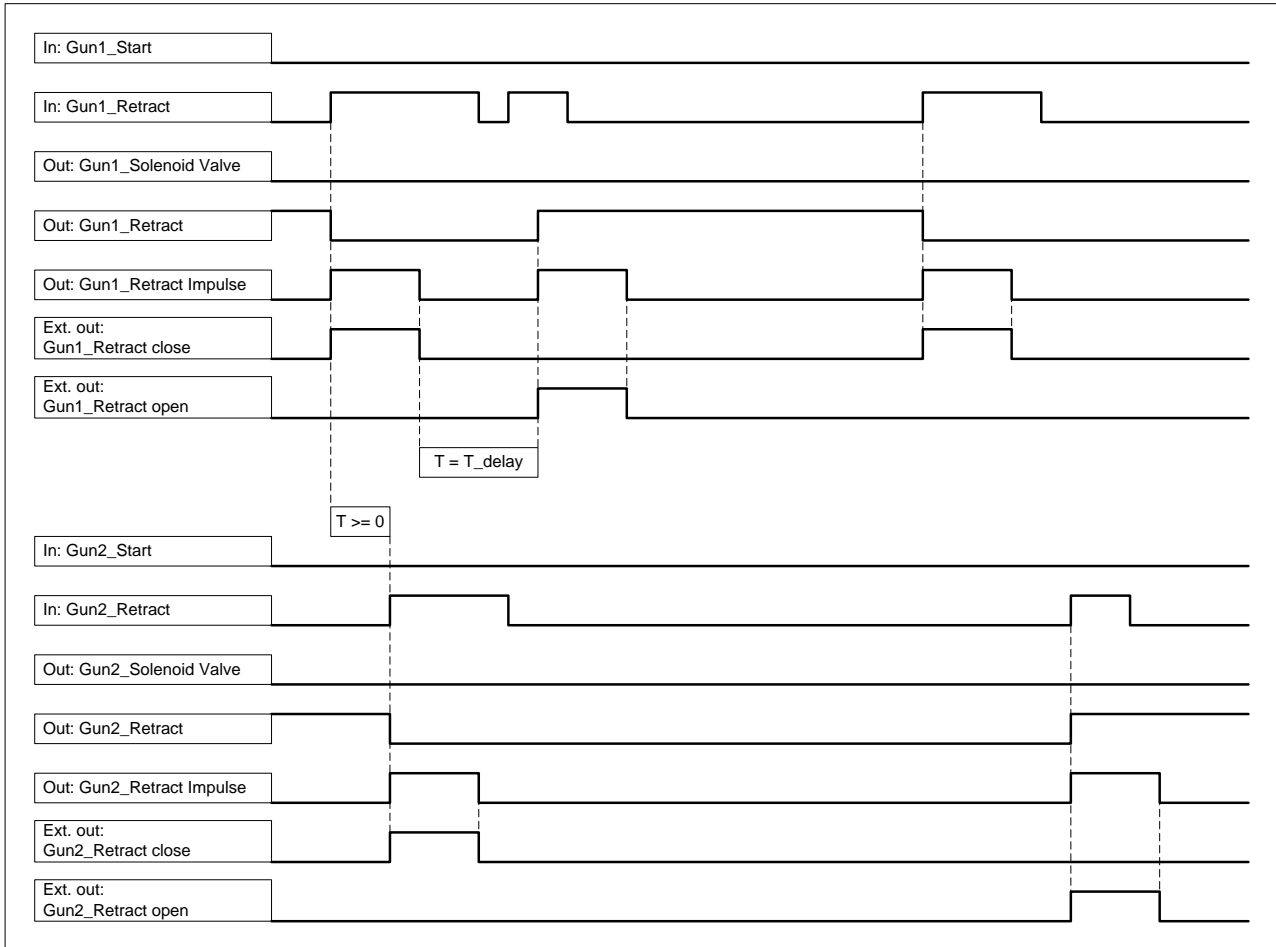 In: Gun1_Start
In: Gun1_Retract
Out: Gun1_Solenoid Valve
Out: Gun1_Retract
Out: Gun1_Retract Impulse
Ext. out:
Gun1_Retract close
Ext. out:
Gun1_Retract open
T = T_delay
T >= 0
In: Gun2_Start
In: Gun2_Retract
Out: Gun2_Solenoid Valve
Out: Gun2_Retract
Out: Gun2_Retract Impulse
Ext. out:
Gun2_Retract close
Ext. out:
Gun2_Retract open